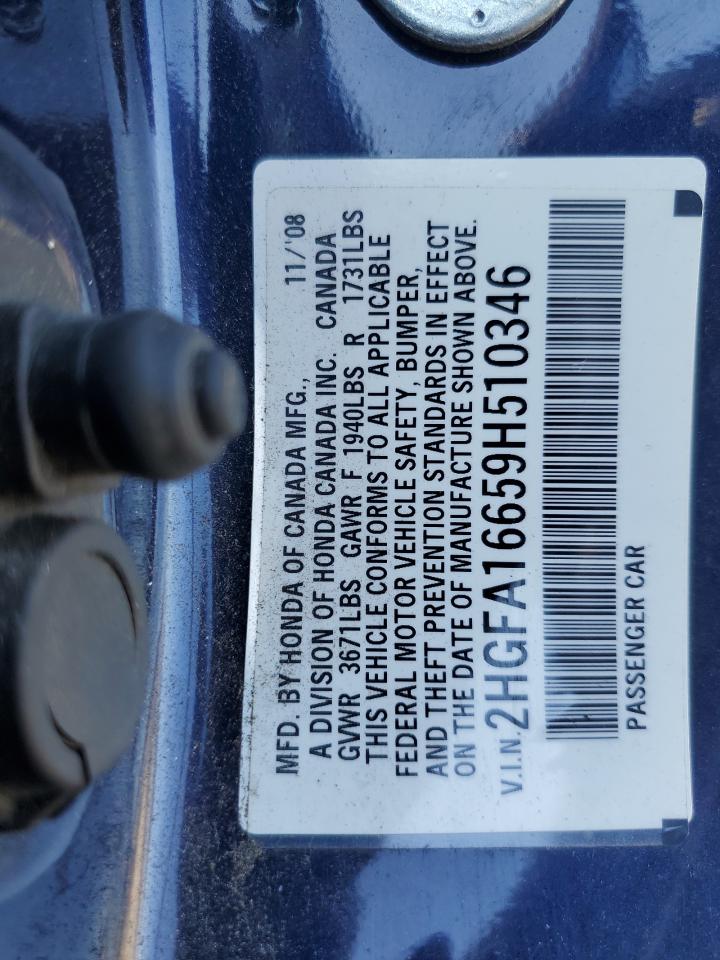 MFD. BY HONDA OF CANADA MFG., 11/'08
A DIVISION OF HONDA CANADA INC. CANADA
GVWR 3671LBS GAWR F 1940LBS R 1731LBS
THIS VEHICLE CONFORMS TO ALL APPLICABLE
FEDERAL MOTOR VEHICLE SAFETY, BUMPER,
AND THEFT PREVENTION STANDARDS IN EFFECT
ON THE DATE OF MANUFACTURE SHOWN ABOVE.
V.I.N. 2HGFA16659H510346
PASSENGER CAR